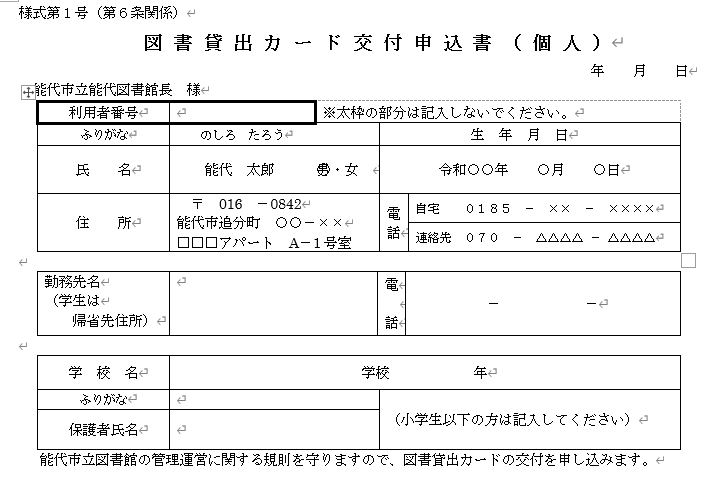 様式第１号（第６条関係）
図書貸出カード交付申込書（個人）
年　　月　　日
能代市立能代図書館長　様
利用者番号
※太枠の部分は記入しないでください。
ふりがな
のしろ　たろう
生　年　月　日
氏　　名
能代　太郎　　　男・女
令和〇〇年　　〇月　　〇日
住　　所
〒　016　－0842
能代市追分町　〇〇－××
□□□アパート　A－１号室
電話
自宅　　０１８５　－　××　－　××××
連絡先　０７０　－　△△△△　－　△△△△
勤務先名
（学生は
帰省先住所）
電話
－　　　　　　－
学　校　名
学校　　　　　　年
ふりがな
保護者氏名
（小学生以下の方は記入してください）
能代市立図書館の管理運営に関する規則を守りますので、図書貸出カードの交付を申し込みます。